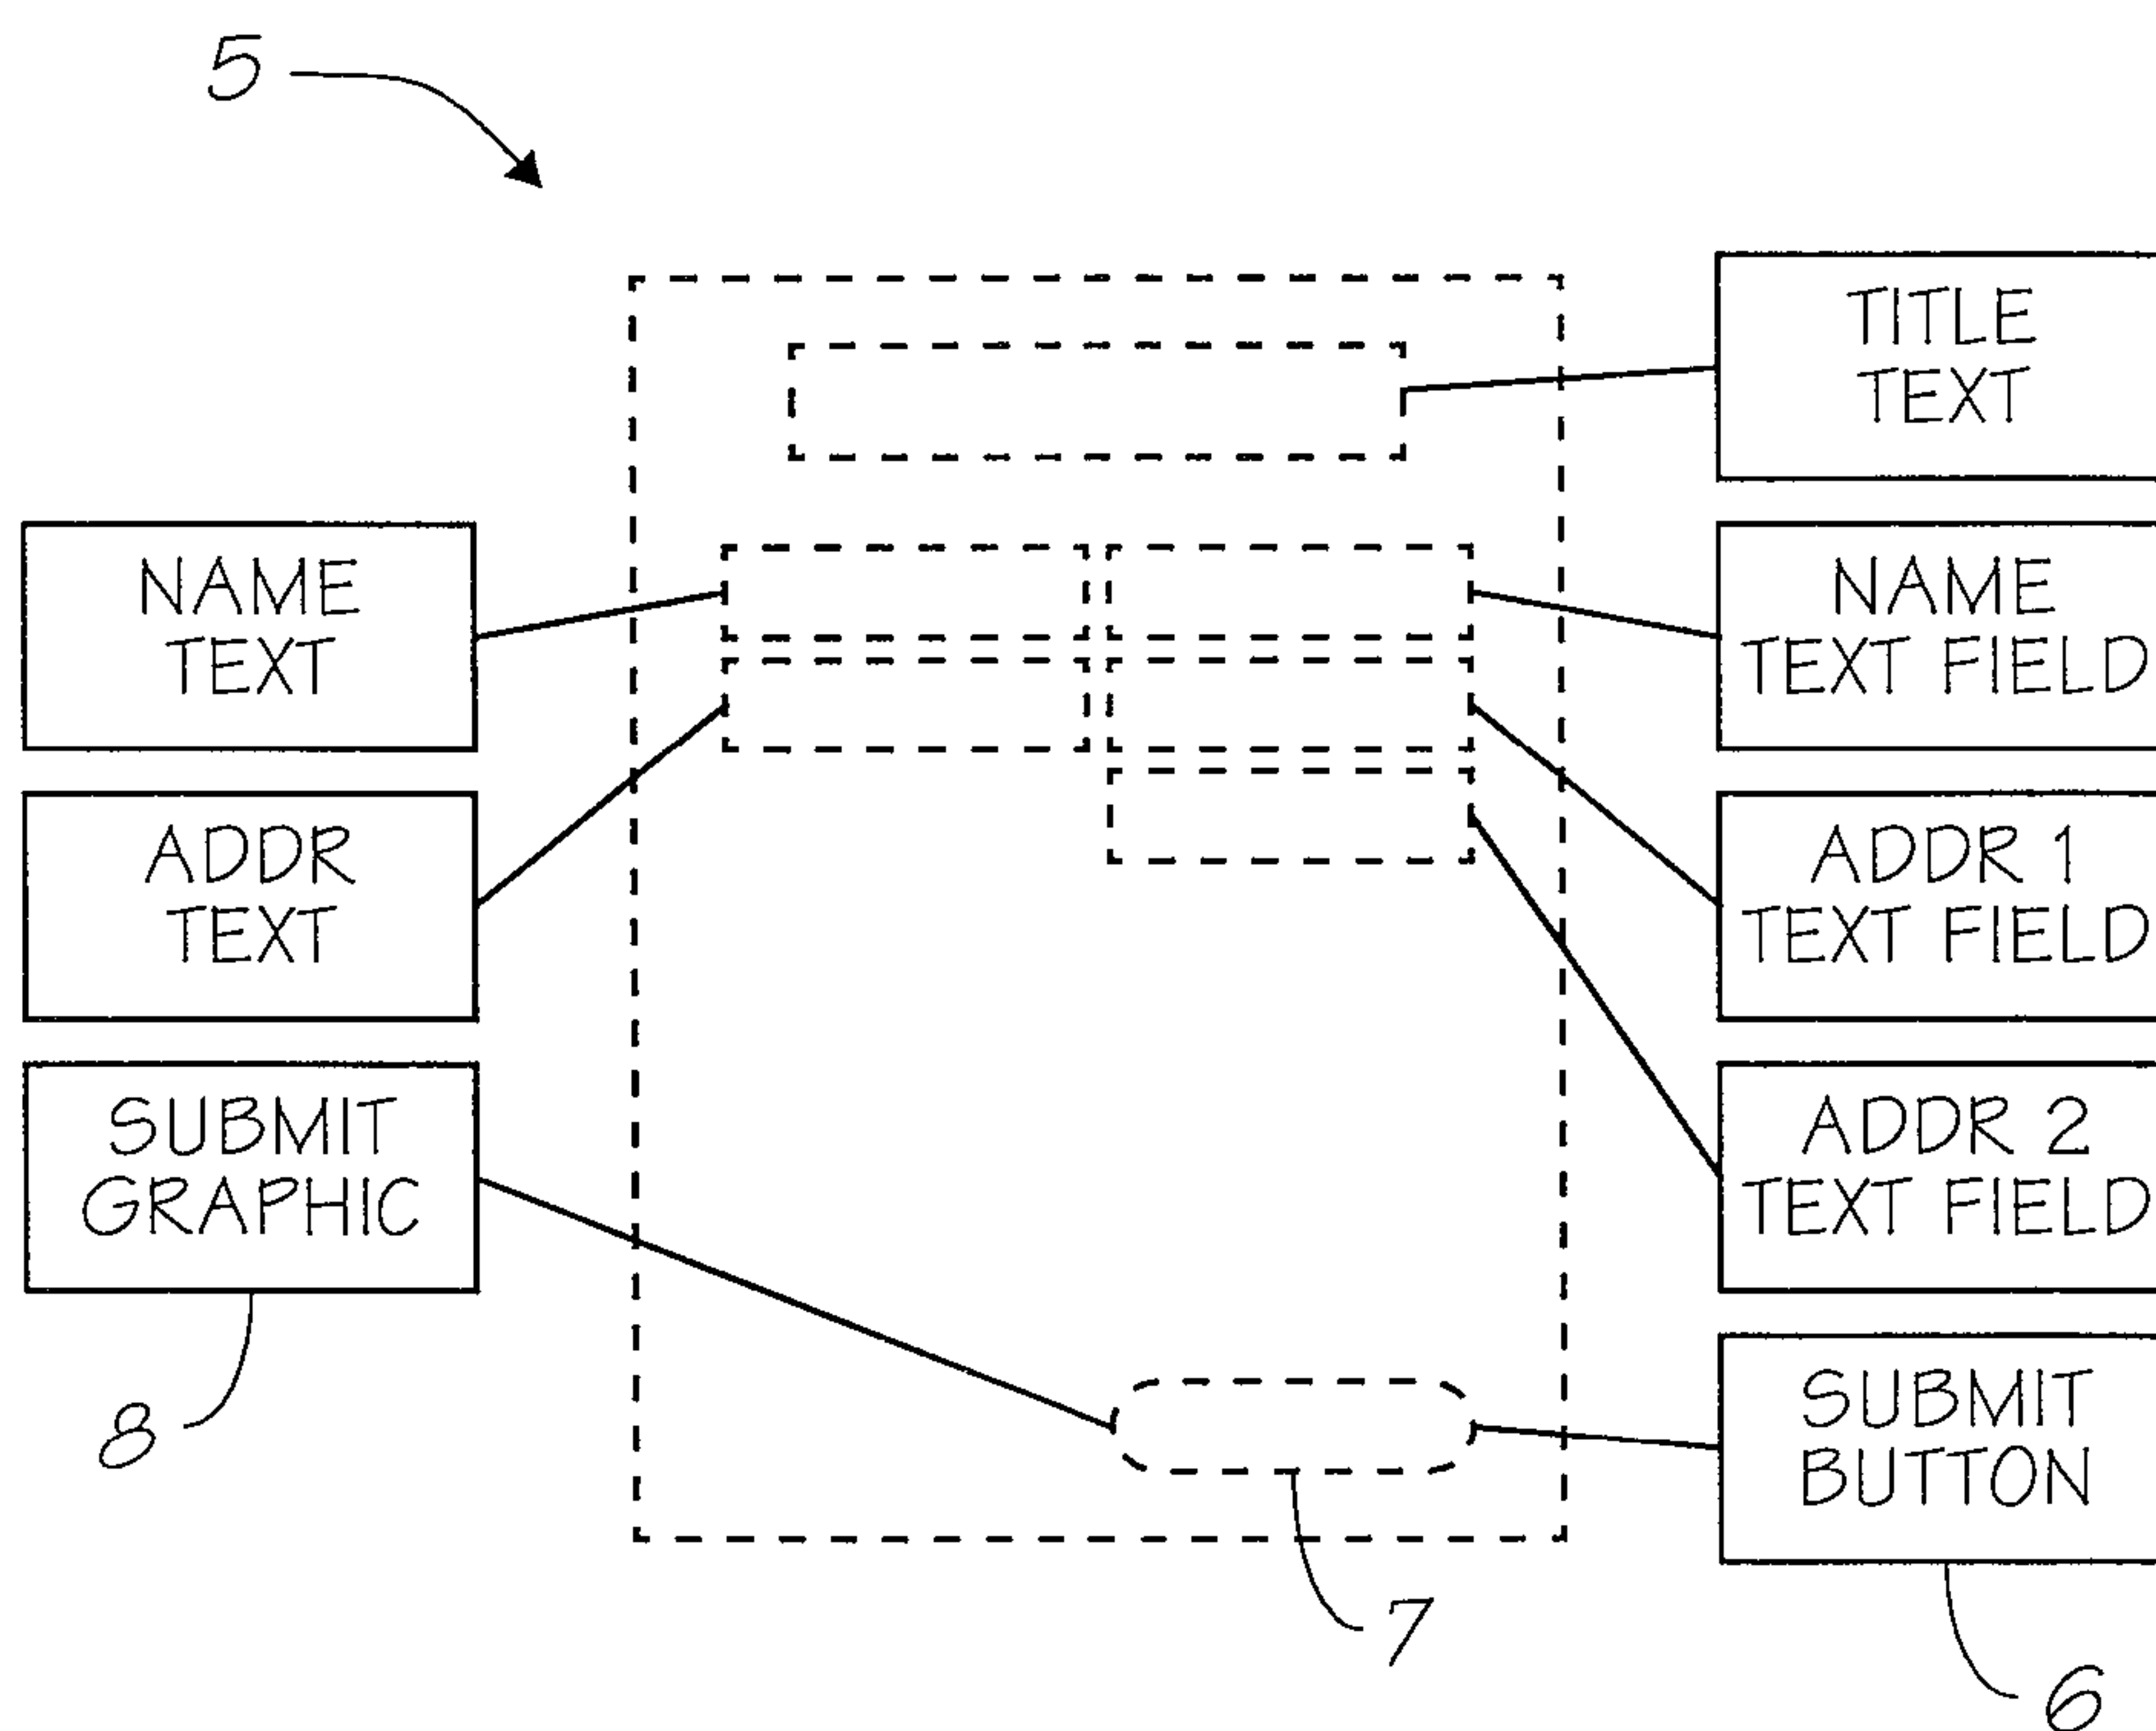 5
TITLE
TEXT
NAME
TEXT
NAME
TEXT FIELD
ADDR
TEXT
ADDR 1
TEXT FIELD
SUBMIT
GRAPHIC
ADDR 2
TEXT FIELD
SUBMIT
BUTTON
8
7
6